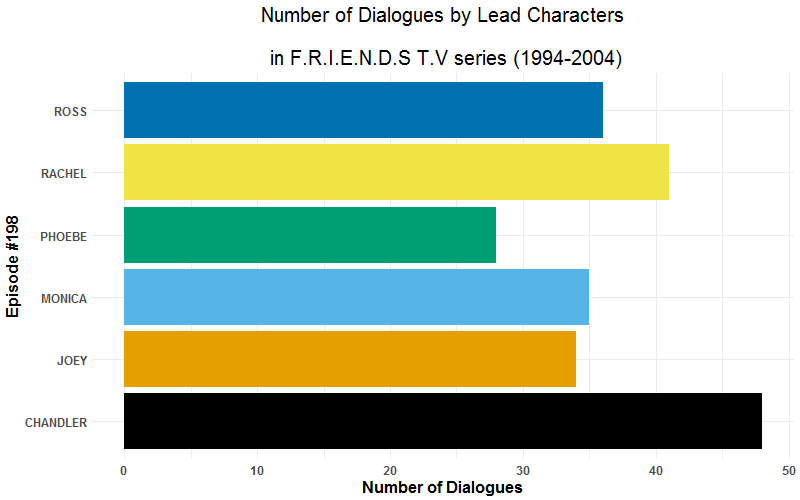 Number of Dialogues by Lead Characters
in F.R.I.E.N.D.S T.V series (1994-2004)
Episode #198
ROSS
RACHEL
PHOEBE
MONICA
JOEY
CHANDLER
0 10 20 30 40 50
Number of Dialogues